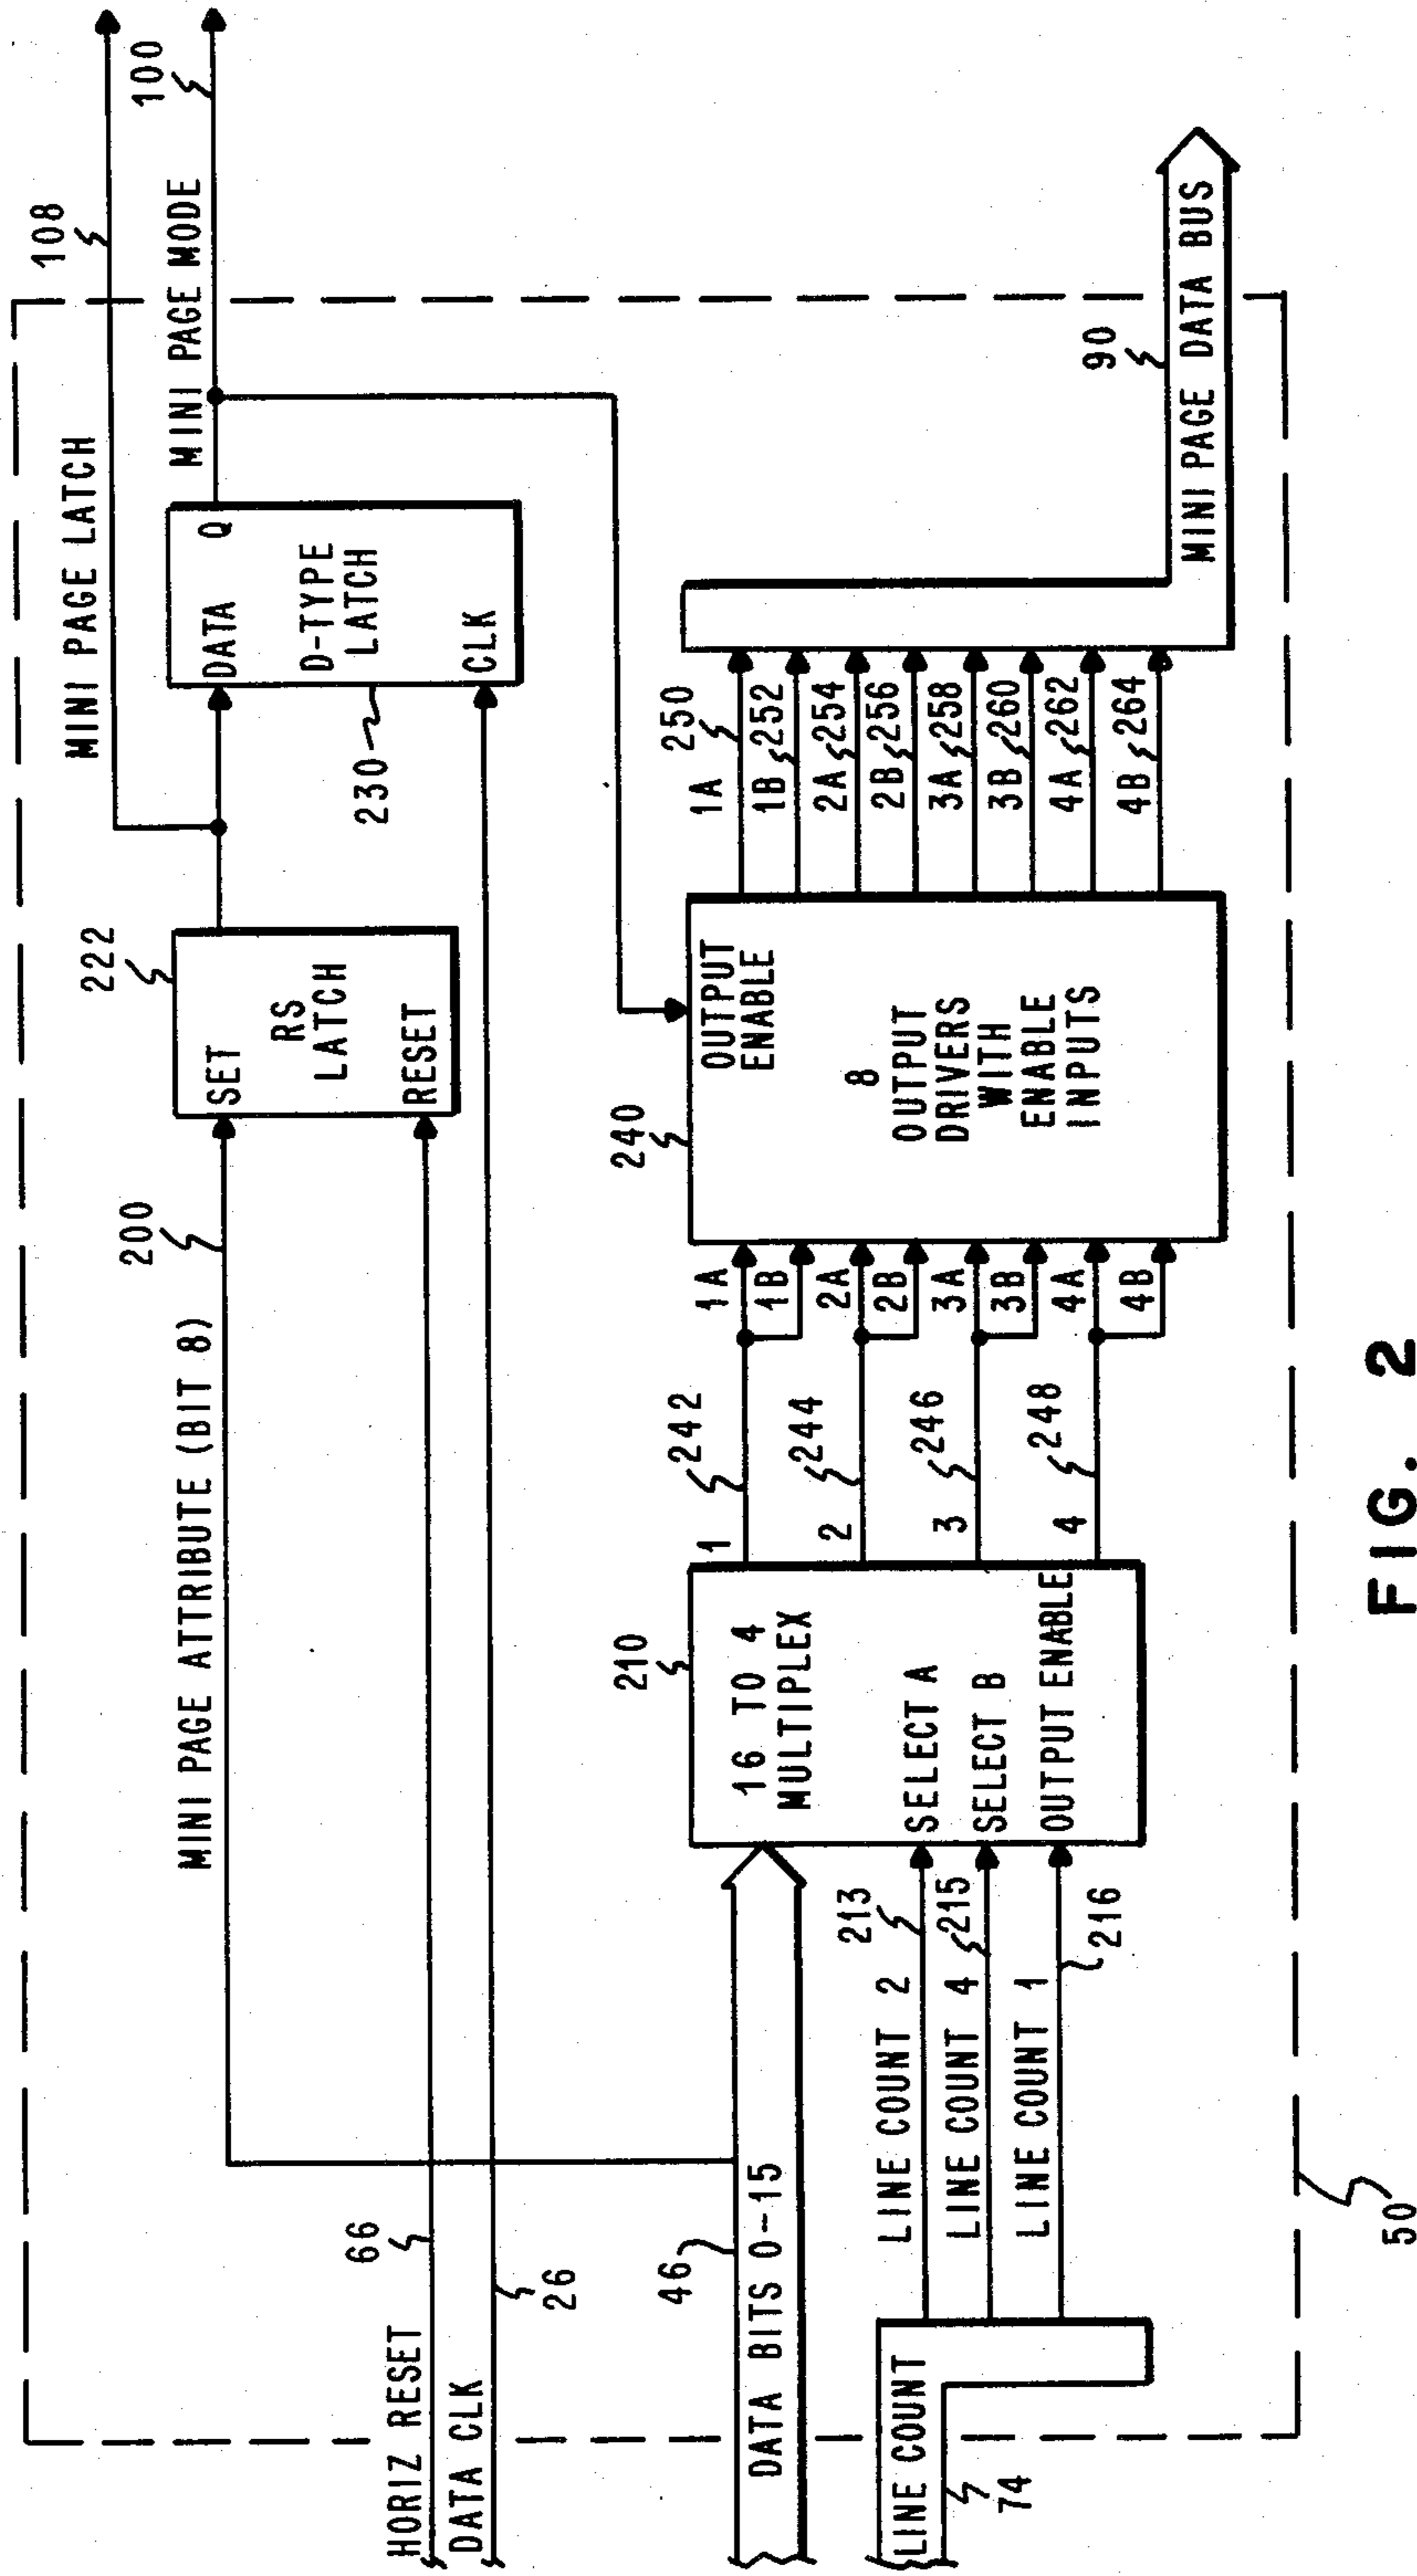 108
100
MINI PAGE LATCH
MINI PAGE MODE
222
200
MINI PAGE ATTRIBUTE (BIT 8)
SET
RS
LATCH
RESET
DATA Q
D-TYPE
LATCH
CLK
230
66
HORIZ RESET
DATA CLK
26
46
DATA BITS 0-15
210
16 TO 4
MULTIPLEX
SELECT A
SELECT B
OUTPUT ENABLE
LINE COUNT
74
LINE COUNT 2
213
LINE COUNT 4
215
LINE COUNT 1
216
1
242
2
244
3
246
4
248
1A
1B
2A
2B
3A
3B
4A
4B
240
OUTPUT
ENABLE
8
OUTPUT
DRIVERS
WITH
ENABLE
INPUTS
1A 250
1B 252
2A 254
2B 256
3A 258
3B 260
4A 262
4B 264
90
MINI PAGE DATA BUS
50
FIG. 2